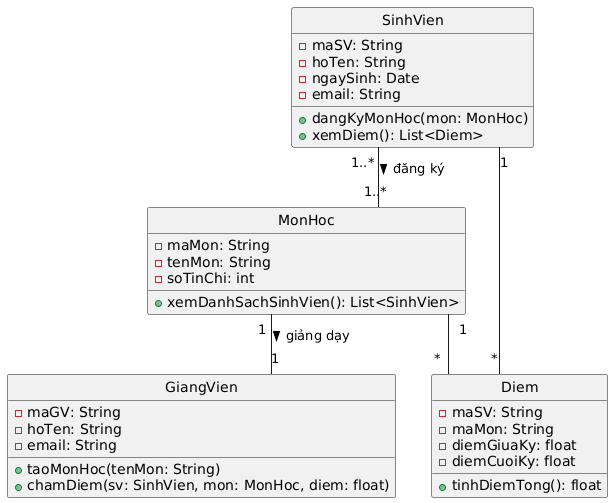 SinhVien
maSV: String
hoTen: String
ngaySinh: Date
email: String
dangKyMonHoc(mon: MonHoc)
xemDiem(): List<Diem>
1..*
1
đăng ký
1..*
MonHoc
maMon: String
tenMon: String
soTinChi: int
xemDanhSachSinhVien(): List<SinhVien>
1
1
giảng dạy
1
*
*
GiangVien
maGV: String
hoTen: String
email: String
taoMonHoc(tenMon: String)
chamDiem(sv: SinhVien, mon: MonHoc, diem: float)
Diem
maSV: String
maMon: String
diemGiuaKy: float
diemCuoiKy: float
tinhDiemTong(): float